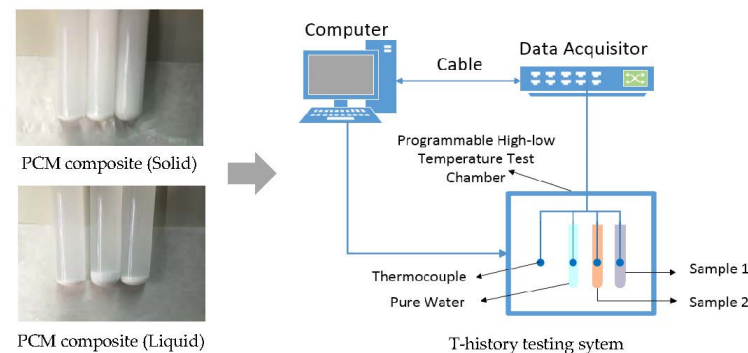 Computer
Data Acquisitor
Cable
PCM composite (Solid)
Programmable High-low
Temperature Test
Chamber
Thermocouple
Pure Water
Sample 1
Sample 2
PCM composite (Liquid)
T-history testing sytem